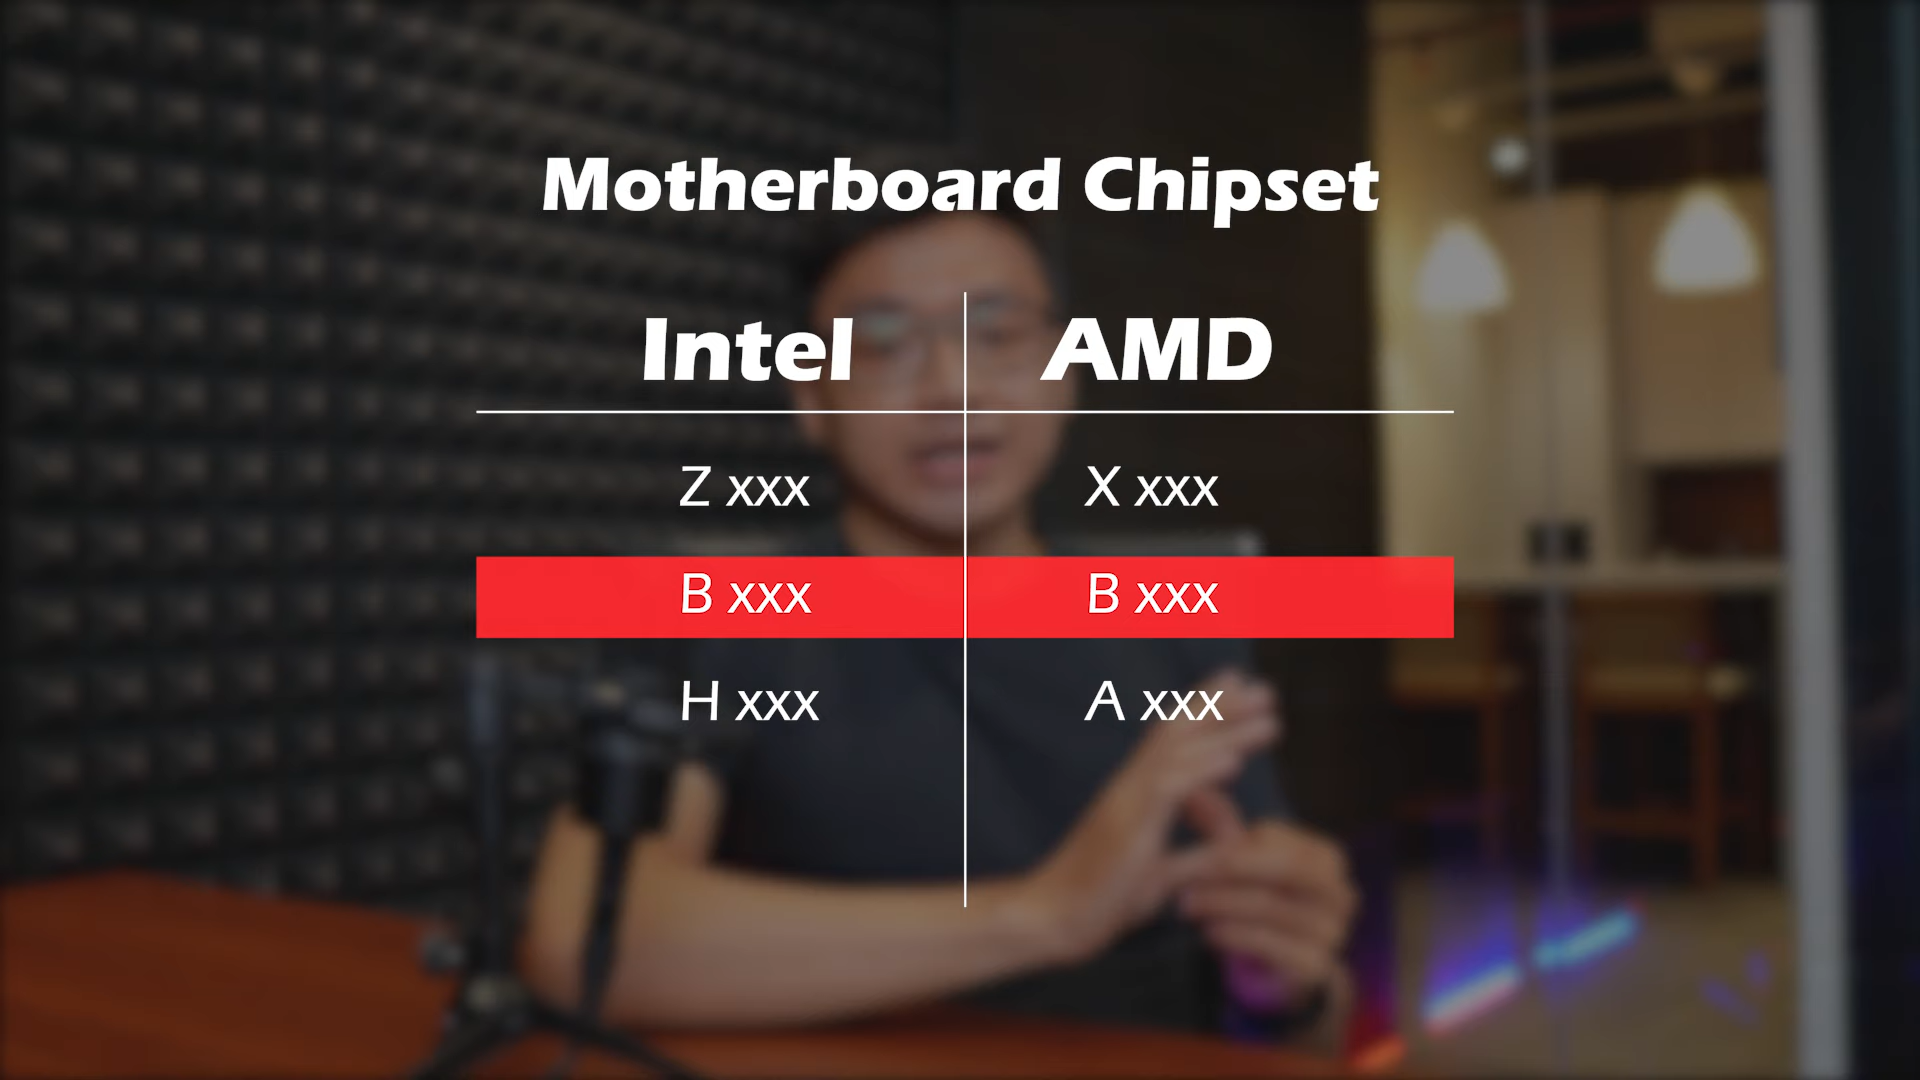 Motherboard Chipset
Intel AMD
Z xxx X xxx
B xxx B xxx
H xxx A xxx